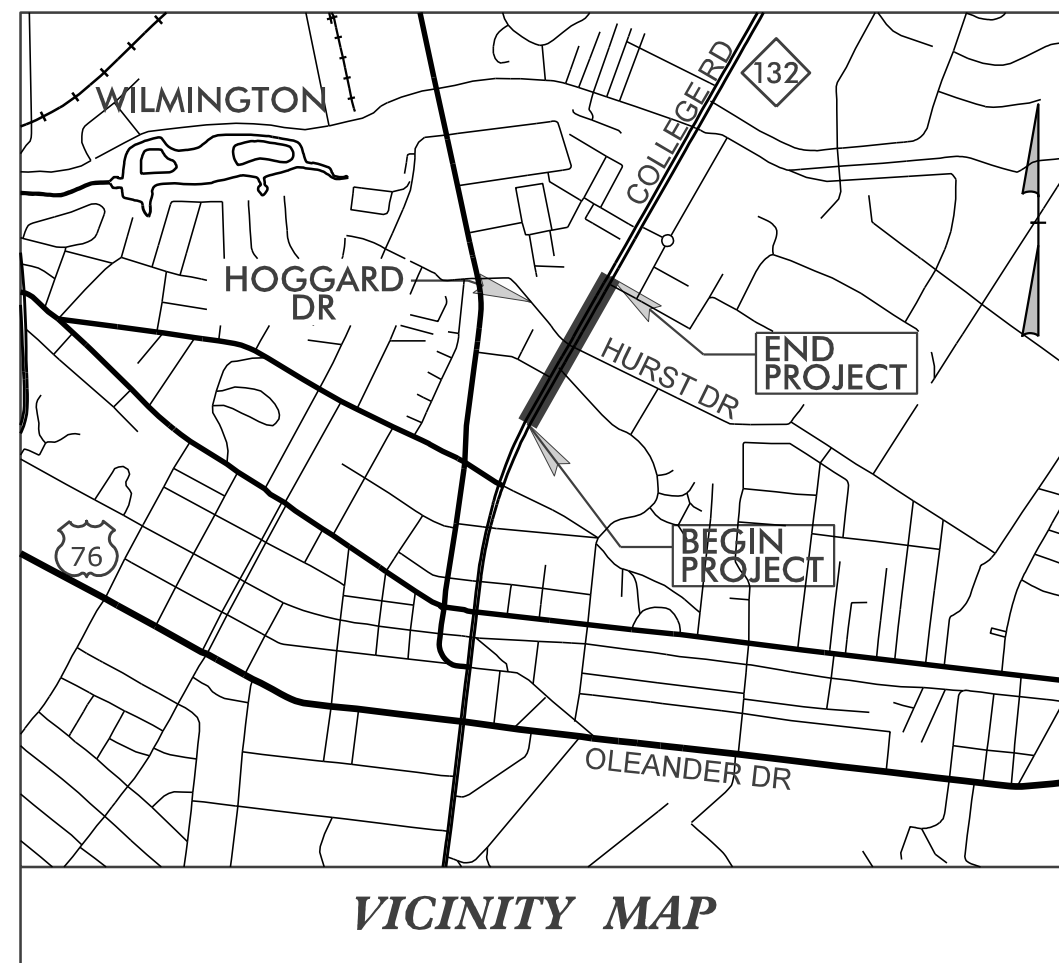 132
COLLEGE RD
WILMINGTON
HOGGARD
DR
END
PROJECT
HURST DR
BEGIN
PROJECT
76
OLEANDER DR
VICINITY MAP